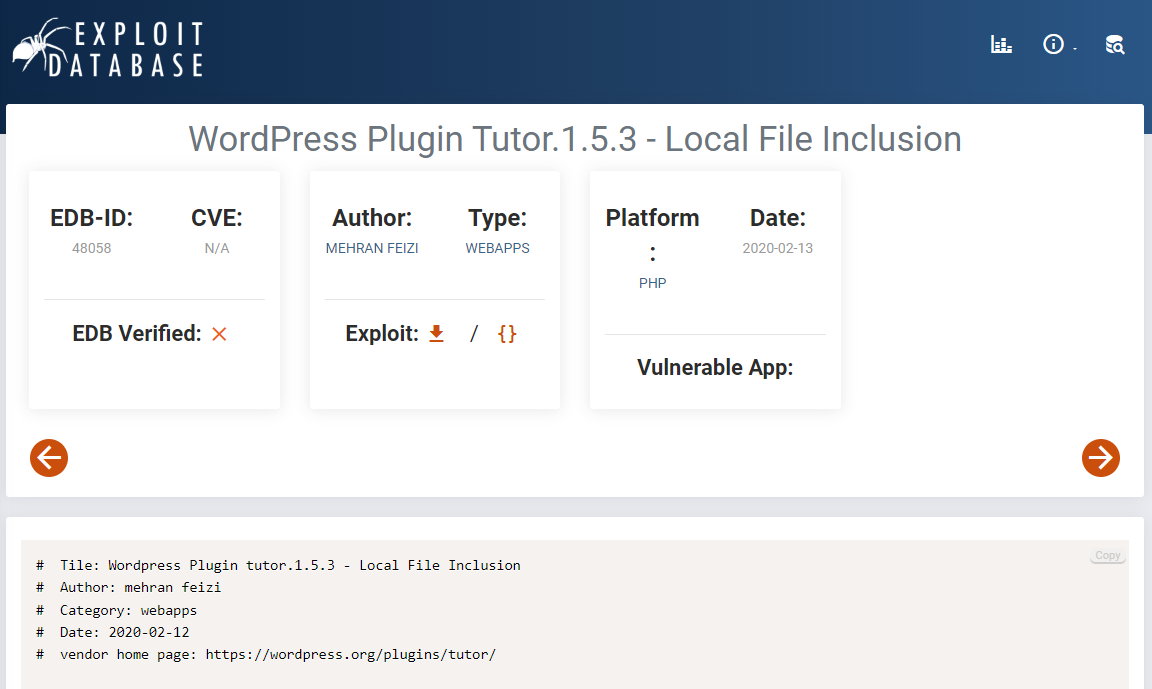 EXPLOIT
DATABASE
WordPress Plugin Tutor.1.5.3 - Local File Inclusion
EDB-ID:
48058
CVE:
N/A
EDB Verified:
Author:
MEHRAN FEIZI
Type:
WEBAPPS
Exploit: / {}
Platform
:
PHP
Date:
2020-02-13
Vulnerable App:
Copy
# Tile: Wordpress Plugin tutor.1.5.3 - Local File Inclusion
# Author: mehran feizi
# Category: webapps
# Date: 2020-02-12
# vendor home page: https://wordpress.org/plugins/tutor/